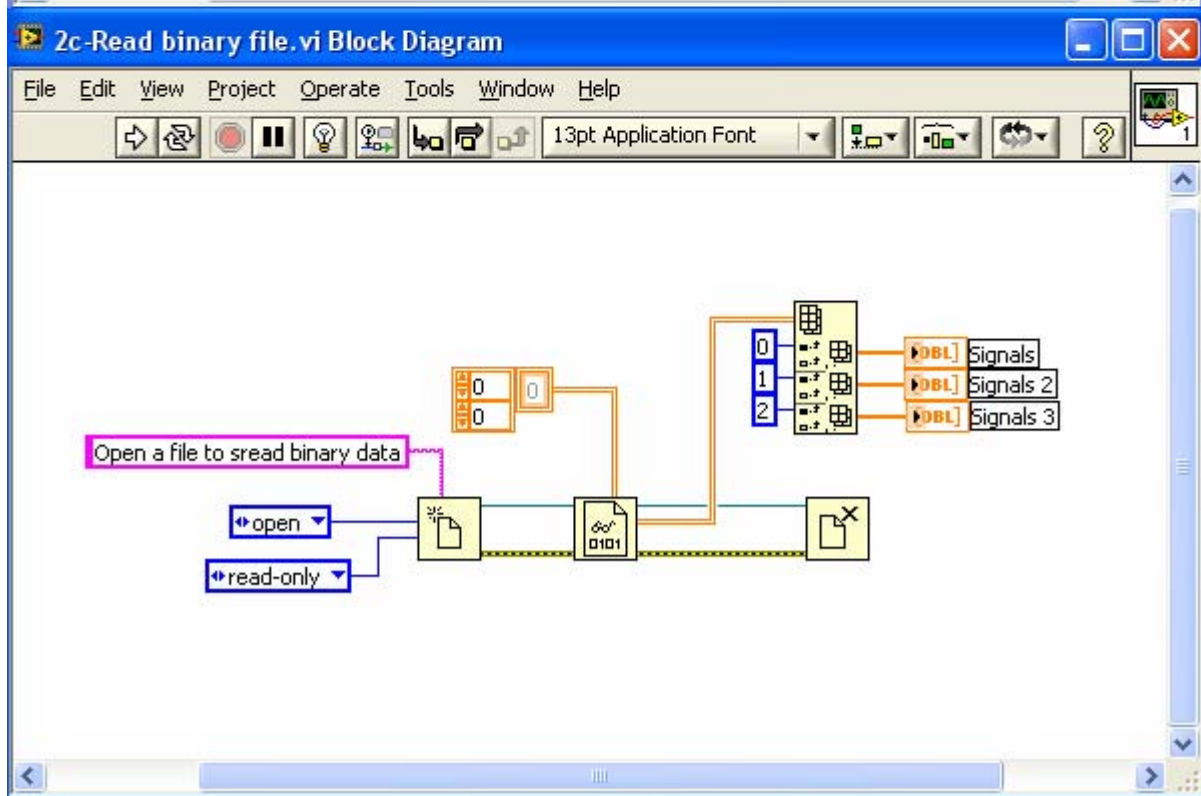 2c-Read binary file.vi Block Diagram
File Edit View Project Operate Tools Window Help
13pt Application Font
1
0
1
2
DBL] Signals
DBL] Signals 2
DBL] Signals 3
0 0
0
Open a file to sread binary data
open
read-only
0101